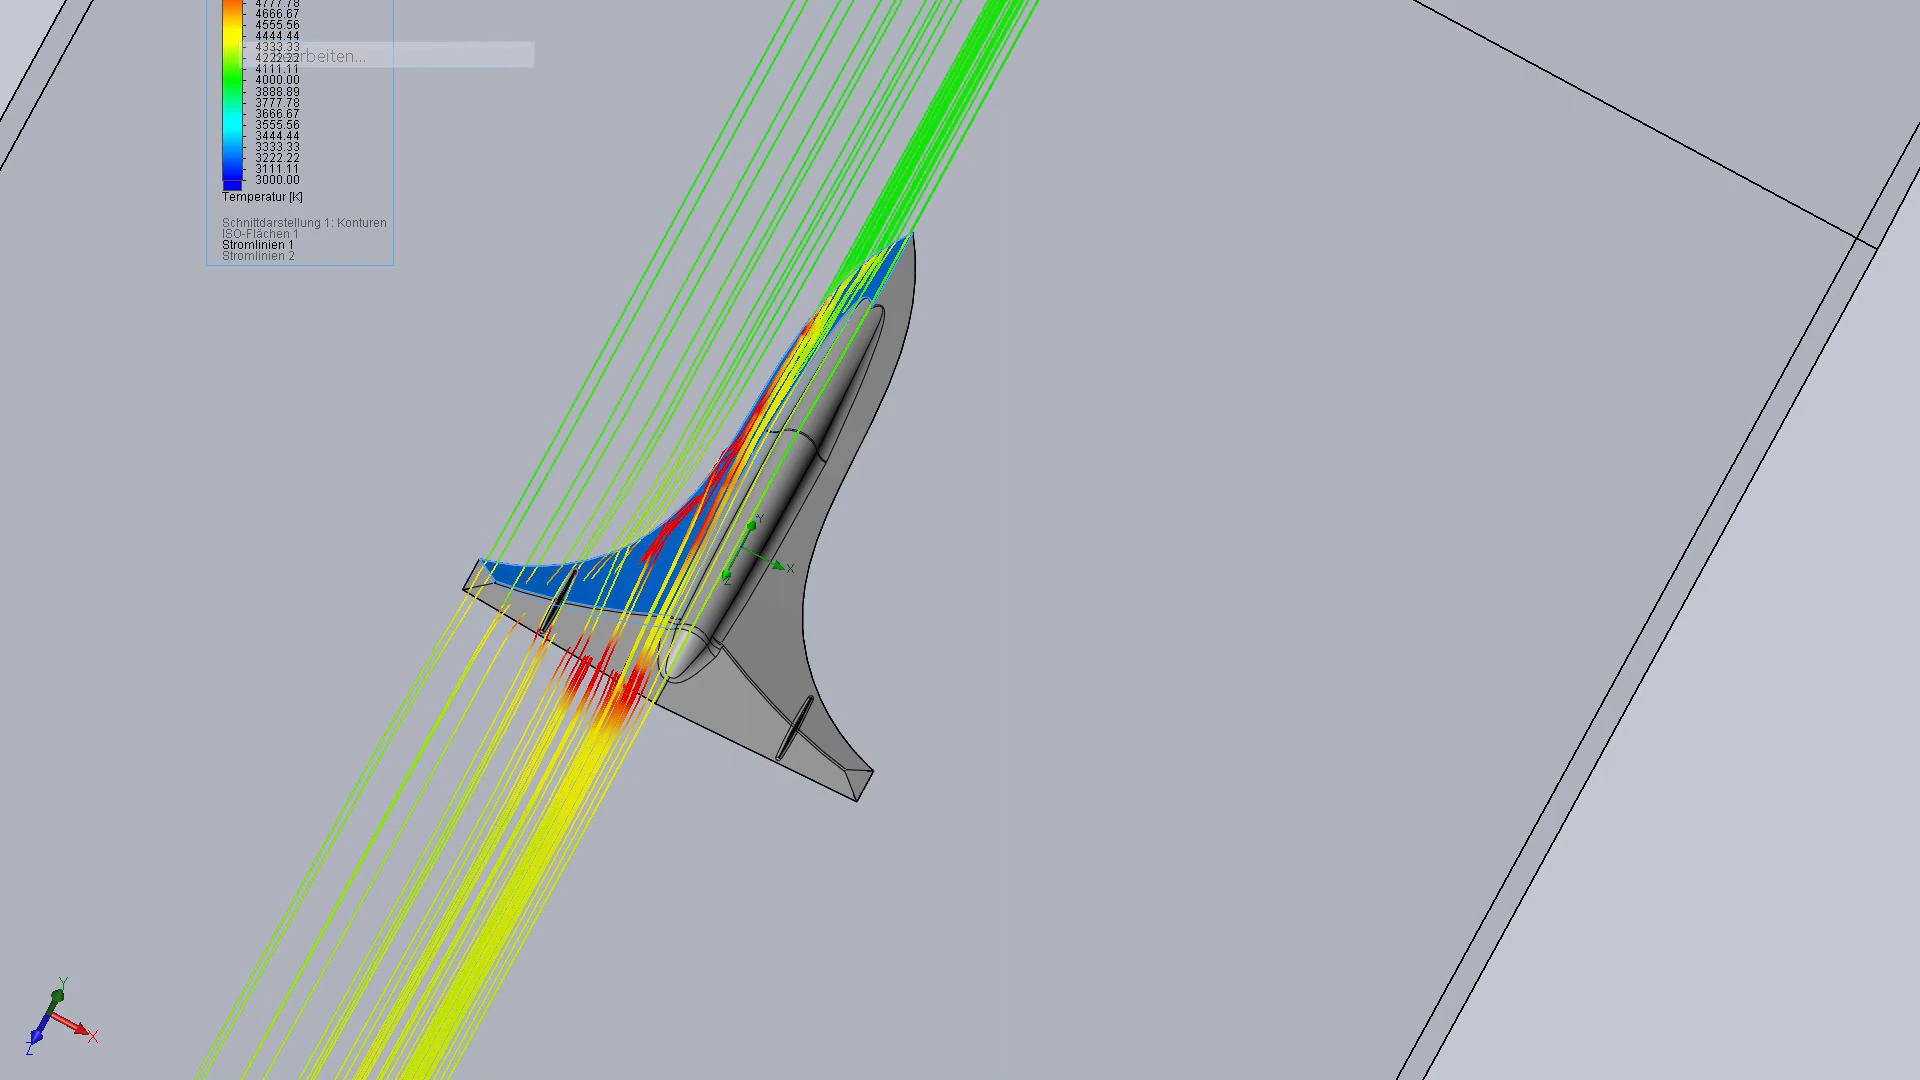 4777.78
4666.67
4555.56
4444.44
4333.33
4222.22
4111.11
4000.00
3888.89
3777.78
3666.67
3555.56
3444.44
3333.33
3222.22
3111.11
3000.00
Temperatur [K]
Schnittdarstellung 1: Konturen
ISO-Flächen 1
Stromlinien 1
Stromlinien 2
Y
X
Z
Y
X
Z